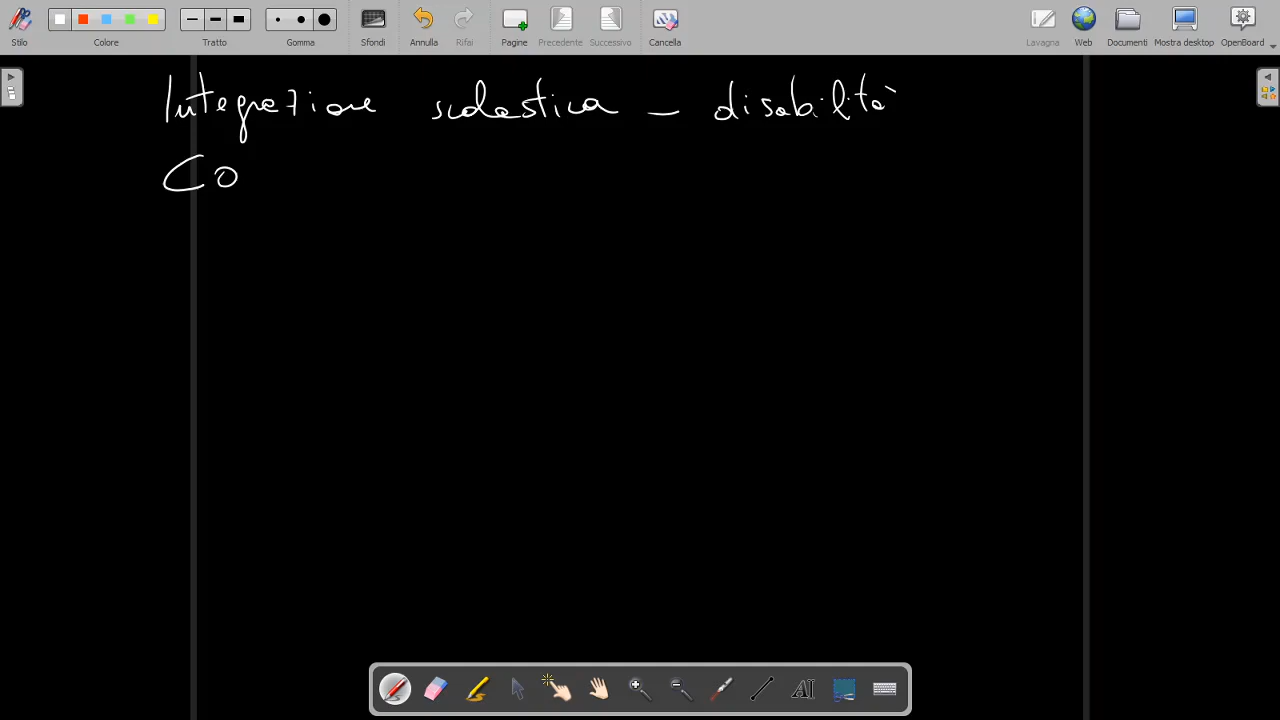 Stilo Colore Tratto Gomma Sfondi Annulla Rifai Pagine Precedente Successivo Cancella Lavagna Web Documenti Mostra desktop OpenBoard
Integrazione scolastica - disabilità
CO
AI